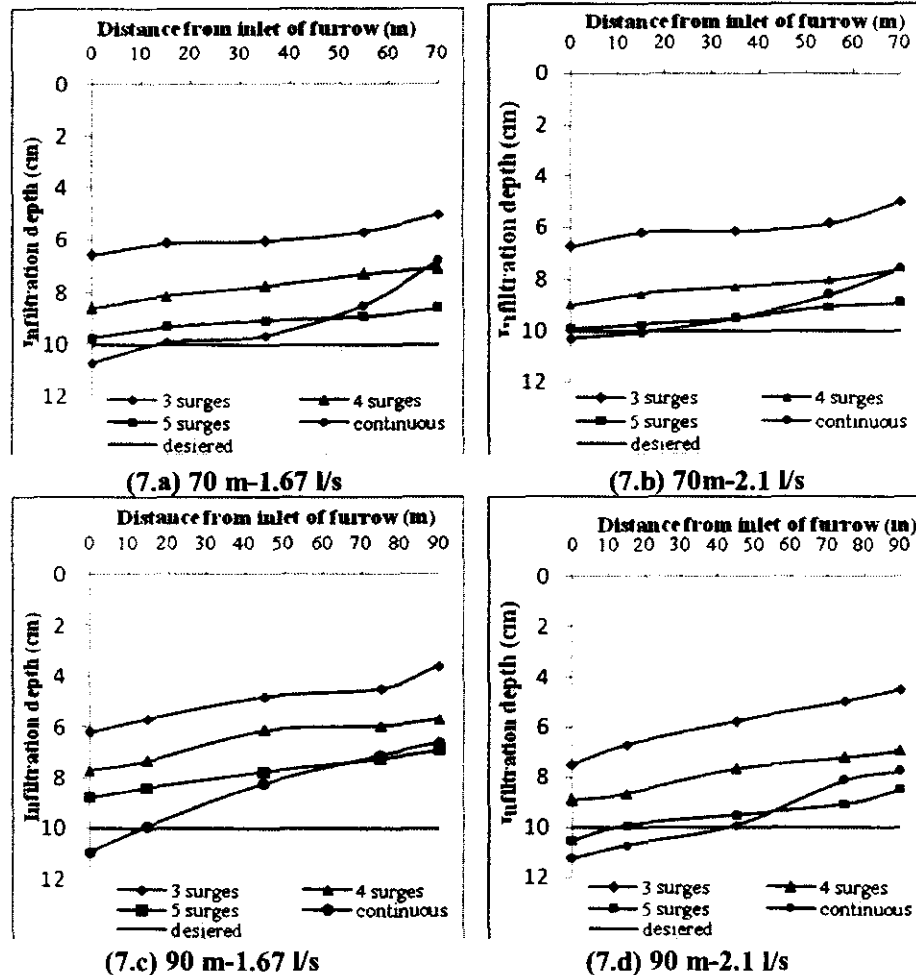 Distance from inlet of furrow (m)
0 10 20 30 40 50 60 70
Infiltration depth (cm)
0
2
4
6
8
10
12
3 surges 4 surges
5 surges continuous
desiered
(7.a) 70 m-1.67 l/s
Distance from inlet of furrow (m)
0 10 20 30 40 50 60 70
Infiltration depth (cm)
0
2
4
6
8
10
12
3 surges 4 surges
5 surges continuous
desiered
(7.b) 70m-2.1 l/s
Distance from inlet of furrow (m)
0 10 20 30 40 50 60 70 80 90
Infiltration depth (cm)
0
2
4
6
8
10
12
3 surges 4 surges
5 surges continuous
desiered
(7.c) 90 m-1.67 l/s
Distance from inlet of furrow (m)
0 10 20 30 40 50 60 70 80 90
Infiltration depth (cm)
0
2
4
6
8
10
12
3 surges 4 surges
5 surges continuous
desiered
(7.d) 90 m-2.1 l/s